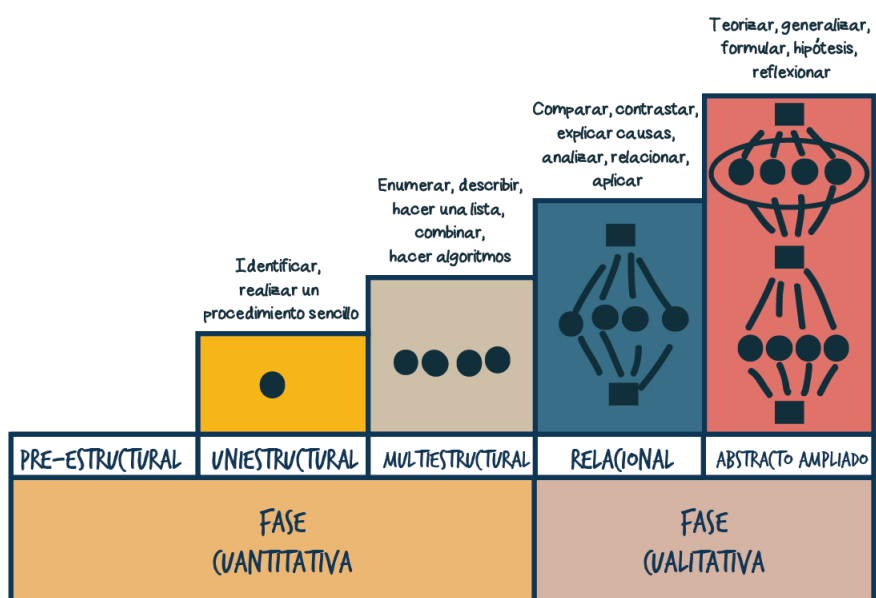 Teorizar, generalizar,
formular, hipótesis,
reflexionar
Comparar, contrastar,
explicar causas,
analizar, relacionar,
aplicar
Enumerar, describir,
hacer una lista,
combinar,
hacer algoritmos
Identificar,
realizar un
procedimiento sencillo
PRE-ESTRUCTURAL
UNIESTRUCTURAL
MULTIESTRUCTURAL
RELACIONAL
ABSTRACTO AMPLIADO
FASE
CUANTITATIVA
FASE
CUALITATIVA